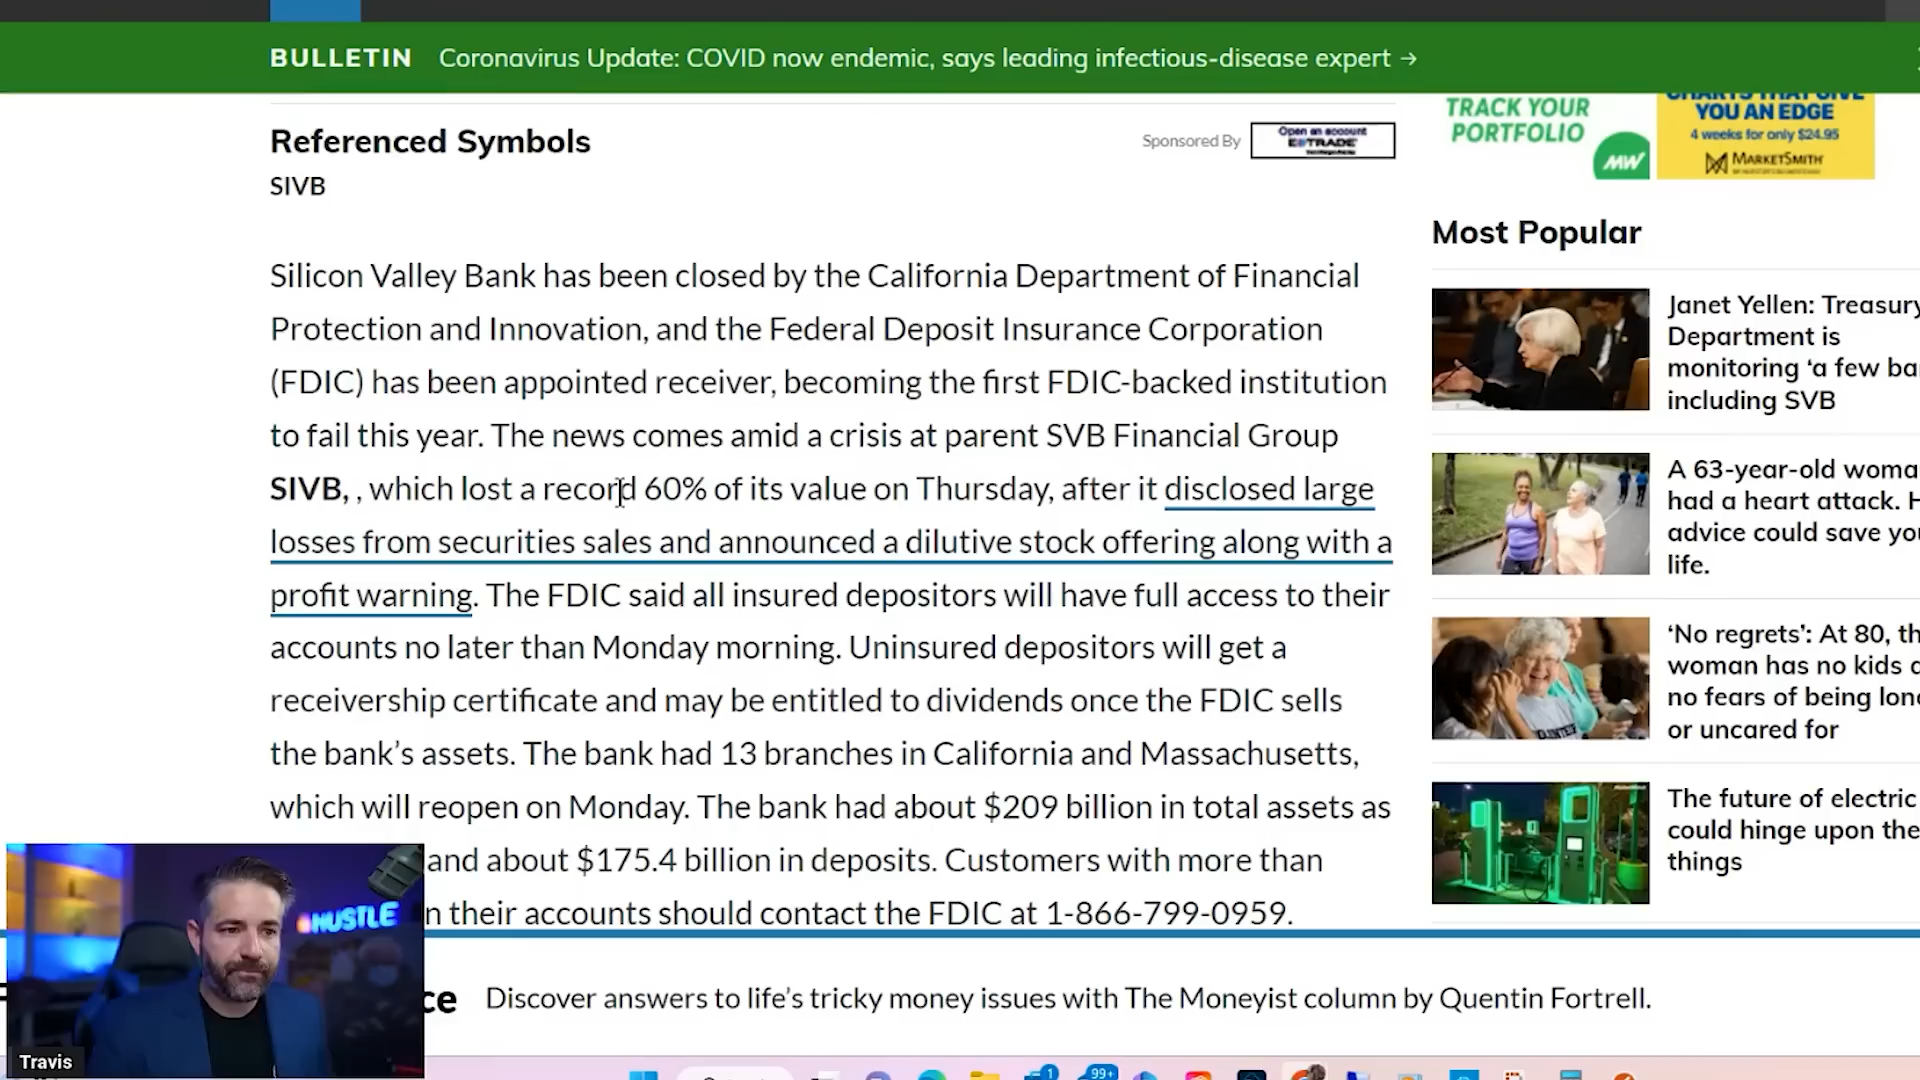 BULLETIN Coronavirus Update: COVID now endemic, says leading infectious-disease expert →
Referenced Symbols
SIVB
Sponsored By
Open an account
E*TRADE
TRACK YOUR
PORTFOLIO
MW
CHARTS THAT GIVE
YOU AN EDGE
4 weeks for only $24.95
MARKETSMITH
Silicon Valley Bank has been closed by the California Department of Financial
Protection and Innovation, and the Federal Deposit Insurance Corporation
(FDIC) has been appointed receiver, becoming the first FDIC-backed institution
to fail this year. The news comes amid a crisis at parent SVB Financial Group
SIVB, , which lost a record 60% of its value on Thursday, after it disclosed large
losses from securities sales and announced a dilutive stock offering along with a
profit warning. The FDIC said all insured depositors will have full access to their
accounts no later than Monday morning. Uninsured depositors will get a
receivership certificate and may be entitled to dividends once the FDIC sells
the bank’s assets. The bank had 13 branches in California and Massachusetts,
which will reopen on Monday. The bank had about $209 billion in total assets as
and about $175.4 billion in deposits. Customers with more than
n their accounts should contact the FDIC at 1-866-799-0959.
Most Popular
Janet Yellen: Treasury
Department is
monitoring ‘a few ba
including SVB
A 63-year-old woma
had a heart attack. H
advice could save yo
life.
‘No regrets’: At 80, th
woman has no kids a
no fears of being lon
or uncared for
The future of electric
could hinge upon the
things
HUSTLE
Travis
ce Discover answers to life’s tricky money issues with The Moneyist column by Quentin Fortrell.
1
99+